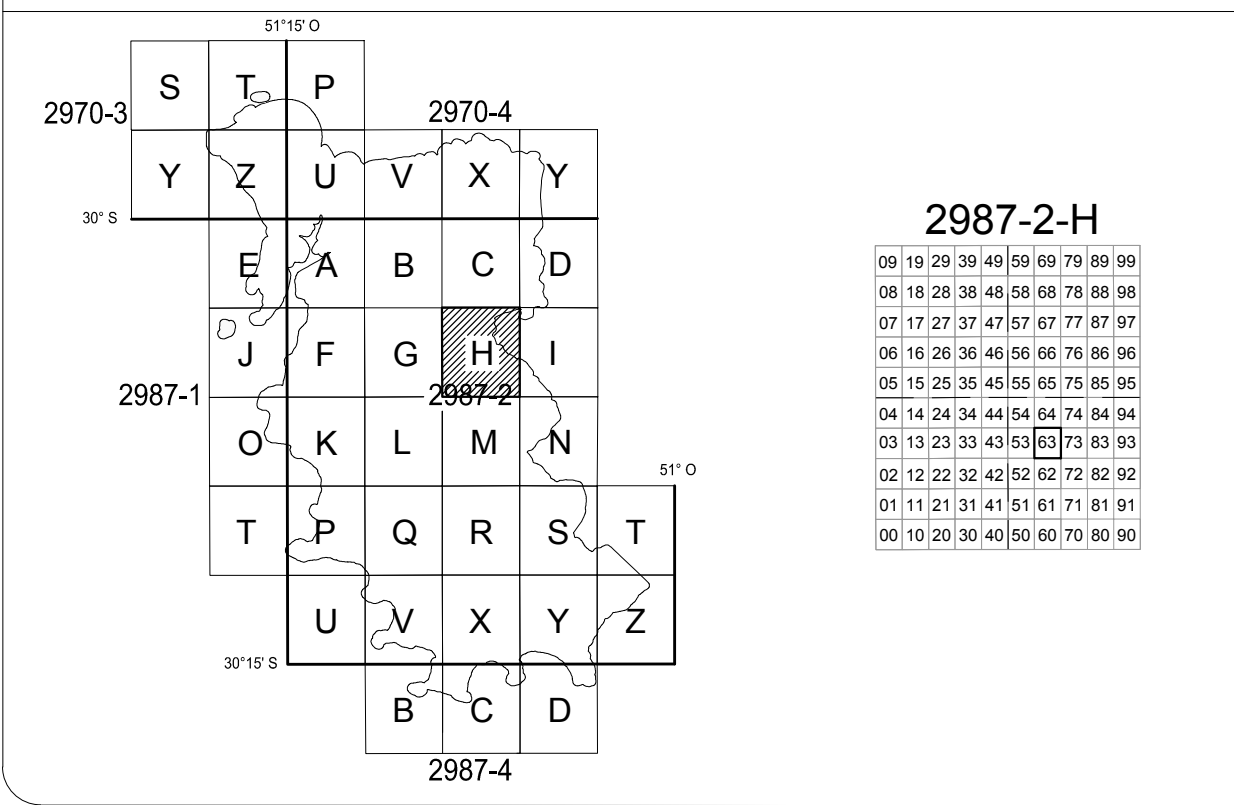 51°15' O
S T P
2970-3 2970-4
Y Z U V X Y
30° S
E A B C D
J F G H I
2987-1 2987-2
O K L M N
51° O
T P Q R S T
U V X Y Z
30°15' S
B C D
2987-4
2987-2-H
09 19 29 39 49 59 69 79 89 99
08 18 28 38 48 58 68 78 88 98
07 17 27 37 47 57 67 77 87 97
06 16 26 36 46 56 66 76 86 96
05 15 25 35 45 55 65 75 85 95
04 14 24 34 44 54 64 74 84 94
03 13 23 33 43 53 63 73 83 93
02 12 22 32 42 52 62 72 82 92
01 11 21 31 41 51 61 71 81 91
00 10 20 30 40 50 60 70 80 90